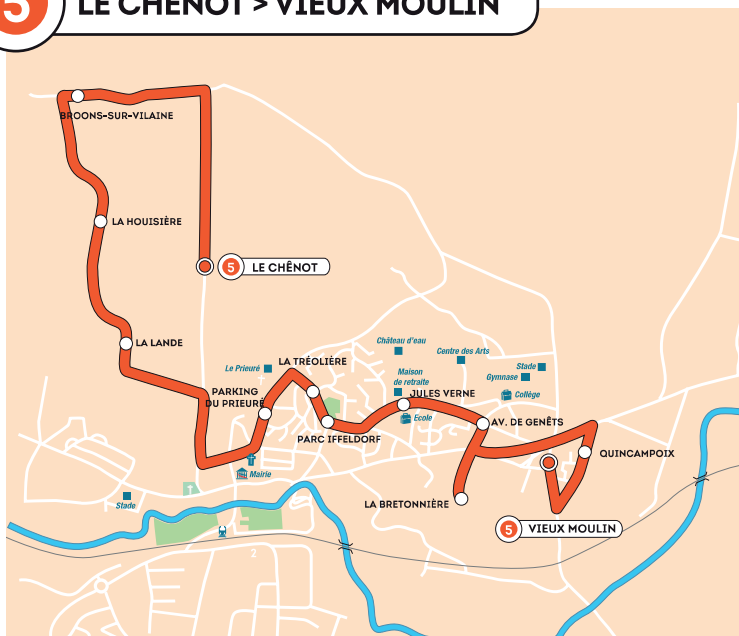 5
LE CHÊNOT > VIEUX MOULIN
BROONS-SUR-VILAINE
LA HOUISIÈRE
5 LE CHÊNOT
LA LANDE
Château d'eau
Centre des Arts
LA TRÉOLIÈRE
Le Prieuré
Stade
Maison
de retraite
Gymnase
PARKING
DU PRIEURÉ
JULES VERNE
Collège
Ecole
AV. DE GENÊTS
PARC IFFELDORF
QUINCAMPOIX
Mairie
Stade
LA BRETONNIÈRE
5 VIEUX MOULIN
2